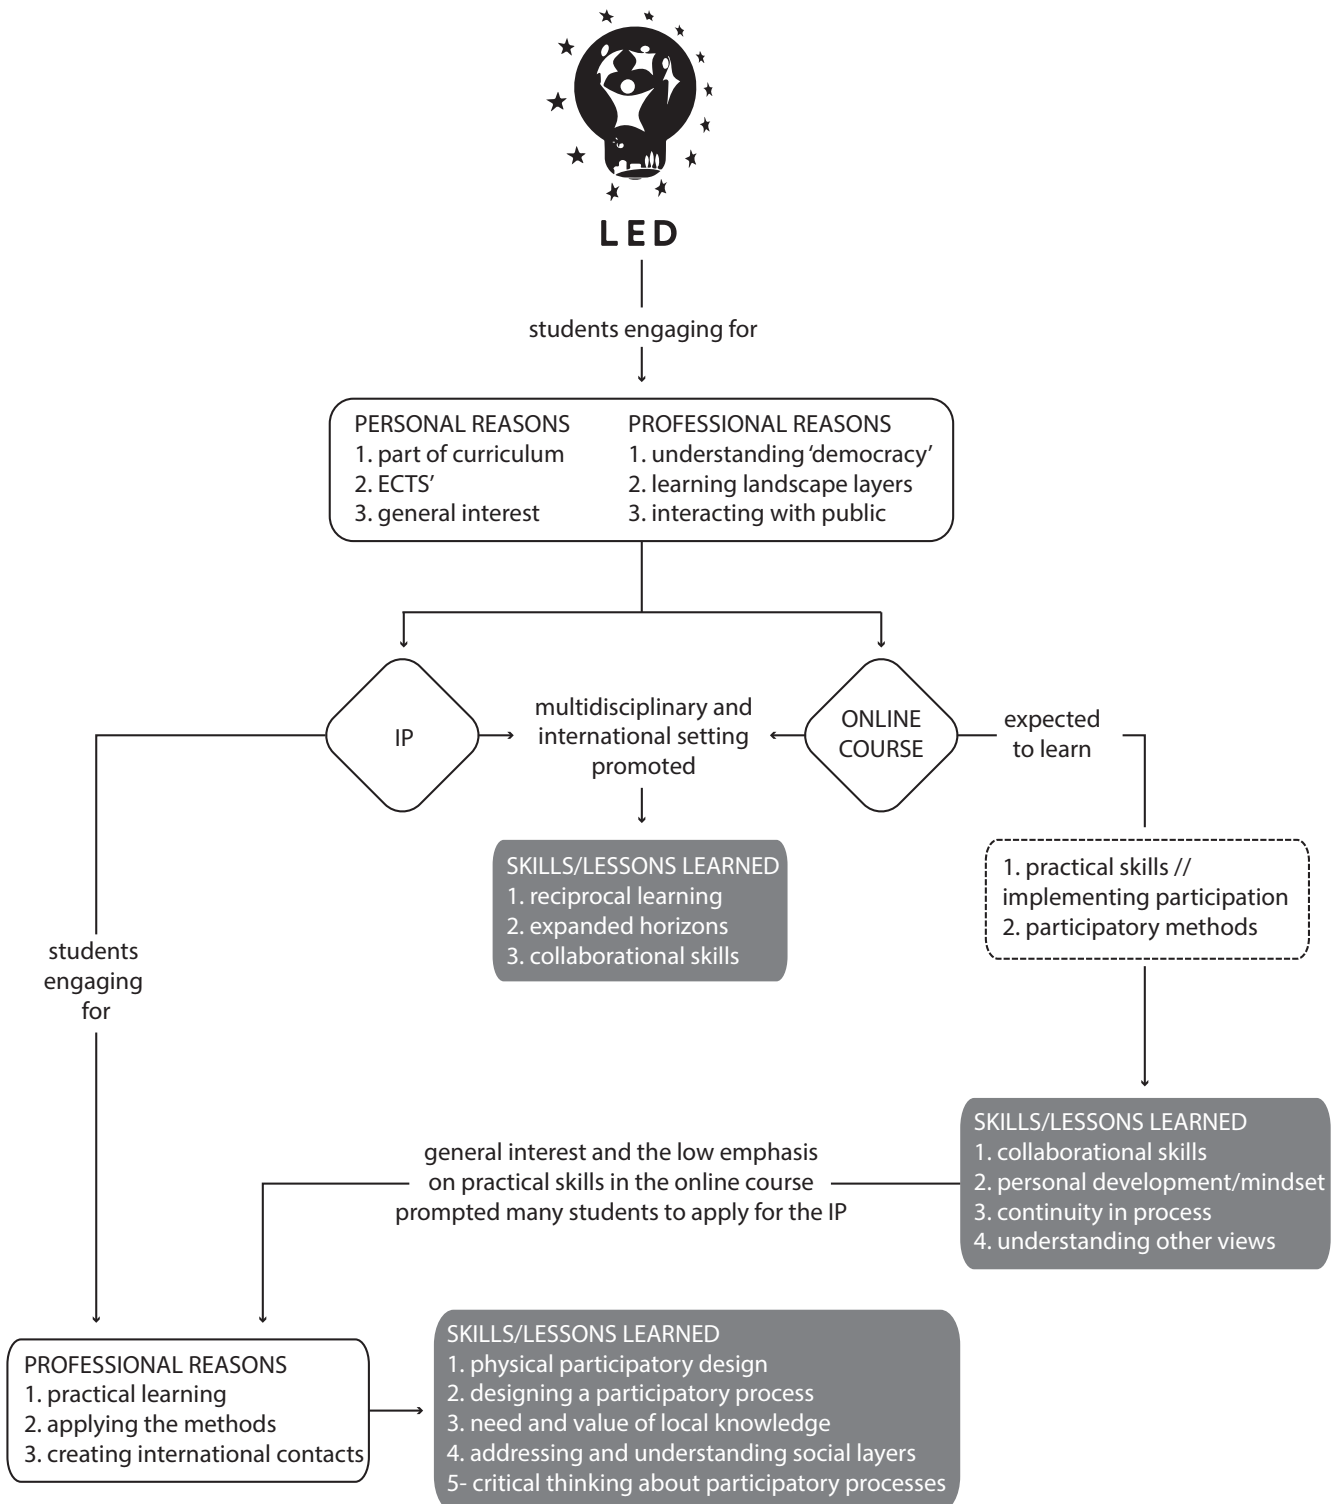 LED
students engaging for
PERSONAL REASONS
1. part of curriculum
2. ECTS’
3. general interest
PROFESSIONAL REASONS
1. understanding ‘democracy’
2. learning landscape layers
3. interacting with public
IP
multidisciplinary and
international setting
promoted
ONLINE
COURSE
expected
to learn
SKILLS/LESSONS LEARNED
1. reciprocal learning
2. expanded horizons
3. collaborational skills
1. practical skills //
implementing participation
2. participatory methods
students
engaging
for
SKILLS/LESSONS LEARNED
1. collaborational skills
2. personal development/mindset
3. continuity in process
4. understanding other views
general interest and the low emphasis
on practical skills in the online course
prompted many students to apply for the IP
PROFESSIONAL REASONS
1. practical learning
2. applying the methods
3. creating international contacts
SKILLS/LESSONS LEARNED
1. physical participatory design
2. designing a participatory process
3. need and value of local knowledge
4. addressing and understanding social layers
5- critical thinking about participatory processes